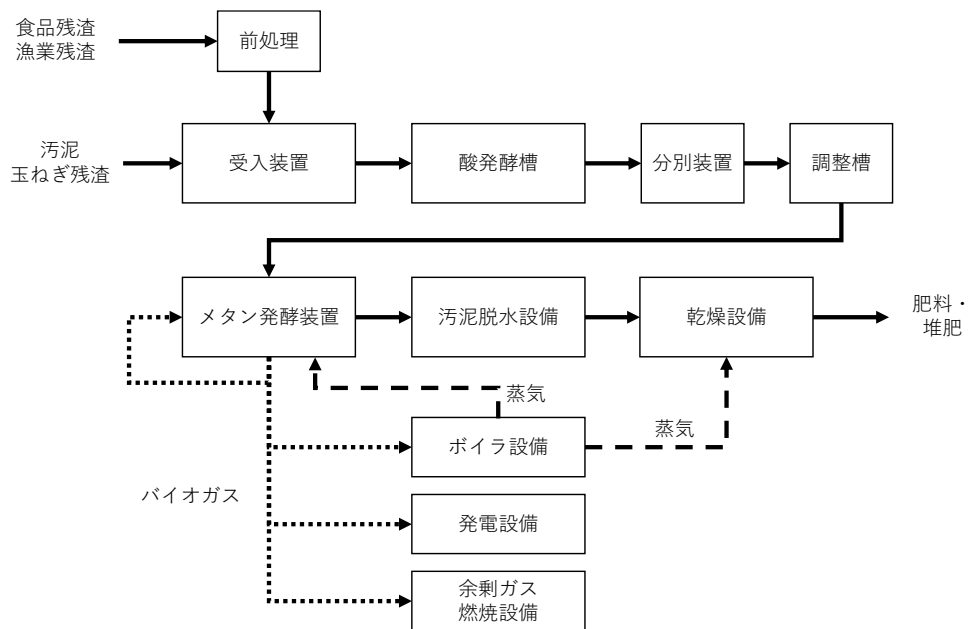 食品残渣
漁業残渣
前処理
汚泥
玉ねぎ残渣
受入装置
酸発酵槽
分別装置
調整槽
メタン発酵装置
汚泥脱水設備
乾燥設備
肥料・
堆肥
蒸気
蒸気
ボイラ設備
バイオガス
発電設備
余剰ガス
燃焼設備